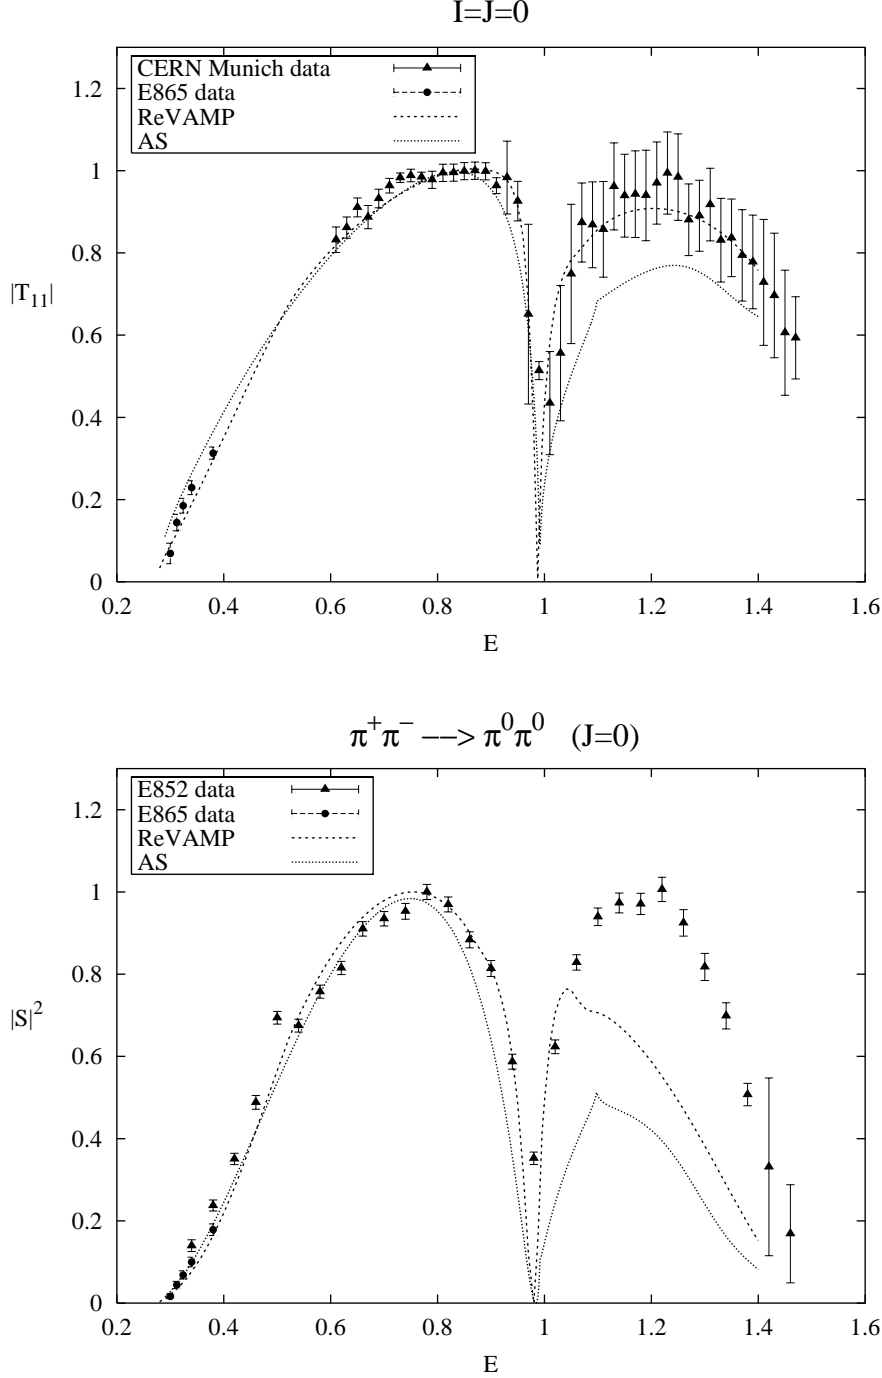 I=J=0
1.2
1
0.8
0.6
0.4
0.2
0
|T11|
CERN Munich data
E865 data
ReVAMP
AS
0.2 0.4 0.6 0.8 1 1.2 1.4 1.6
E
π+π− −−> π0π0 (J=0)
1.2
1
0.8
0.6
0.4
0.2
0
|S|2
E852 data
E865 data
ReVAMP
AS
0.2 0.4 0.6 0.8 1 1.2 1.4 1.6
E